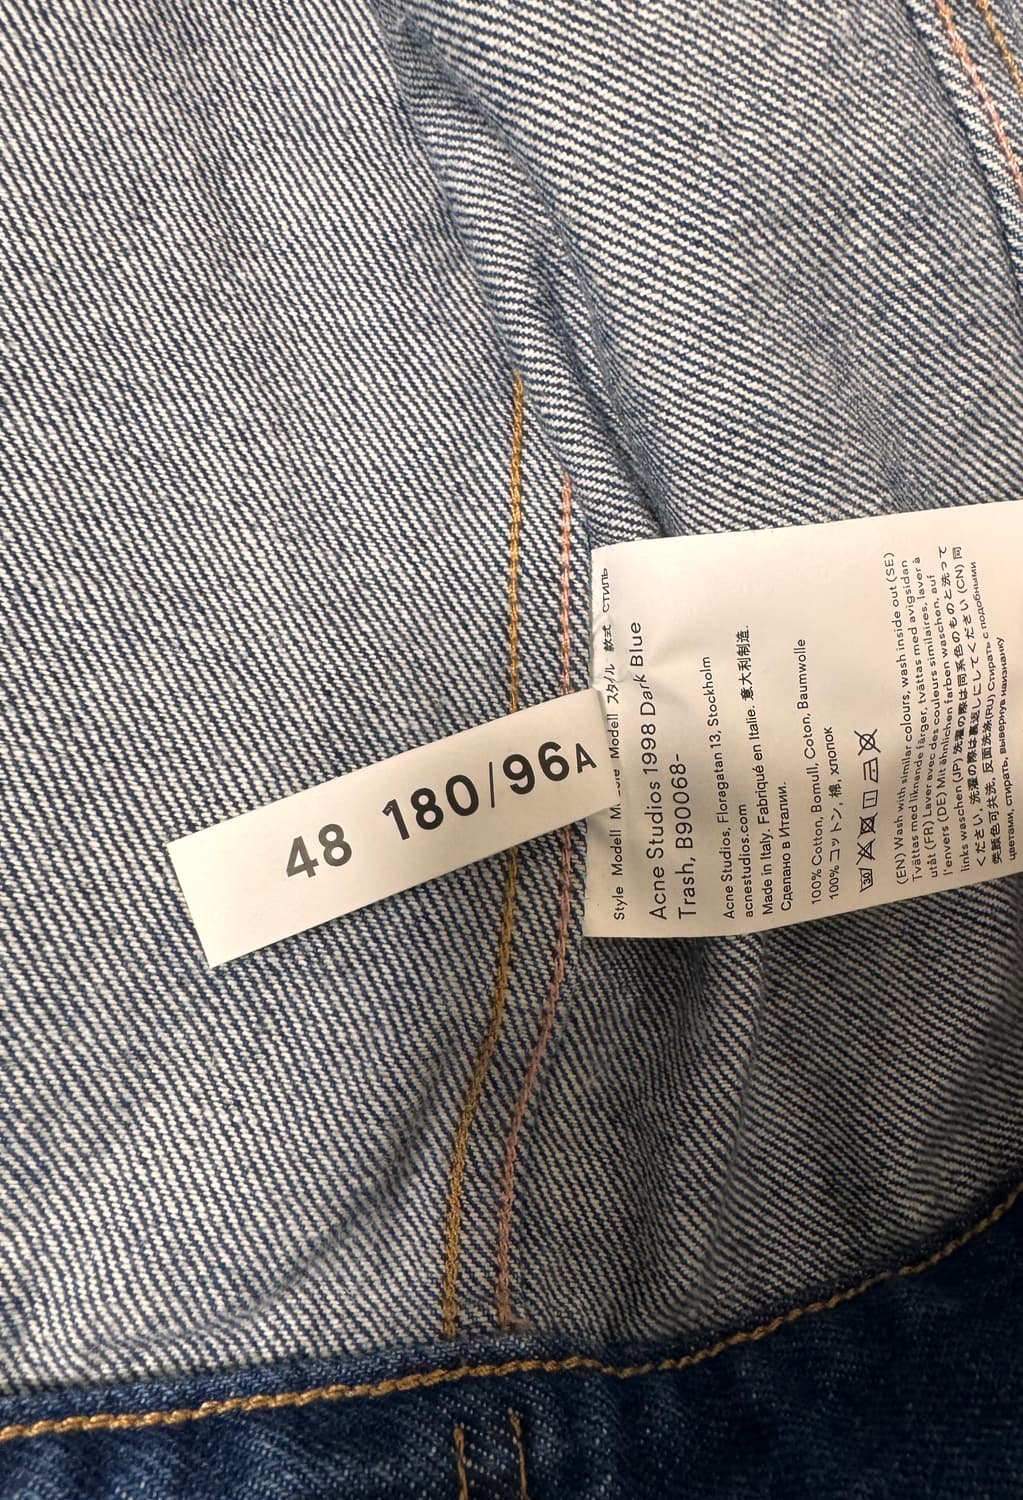 48 180/96A
Style Modell Modell スタイル 款式 СТИЛЬ
Acne Studios 1998 Dark Blue
Trash, B90068-
Acne Studios, Floragatan 13, Stockholm
acnestudios.com
Made in Italy. Fabriqué en Italie. 意大利制造.
Сделано в Италии.
100% Cotton, Bomull, Coton, Baumwolle
100% コットン, 棉, хлопок
(EN) Wash with similar colours, wash inside out (SE)
Tvättas med liknande färger, tvättas med avigsidan
utåt (FR) Laver avec des couleurs similaires, laver à
l'envers (DE) Mit ähnlichen farben waschen, auf
links waschen (JP) 洗濯の際は同系色のものと洗って
ください, 洗濯の際は裏返しにしてください (CN) 同
类颜色可共洗, 反面洗涤(RU) Стирать с подобными
цветами, стирать, вывернув наизнанку